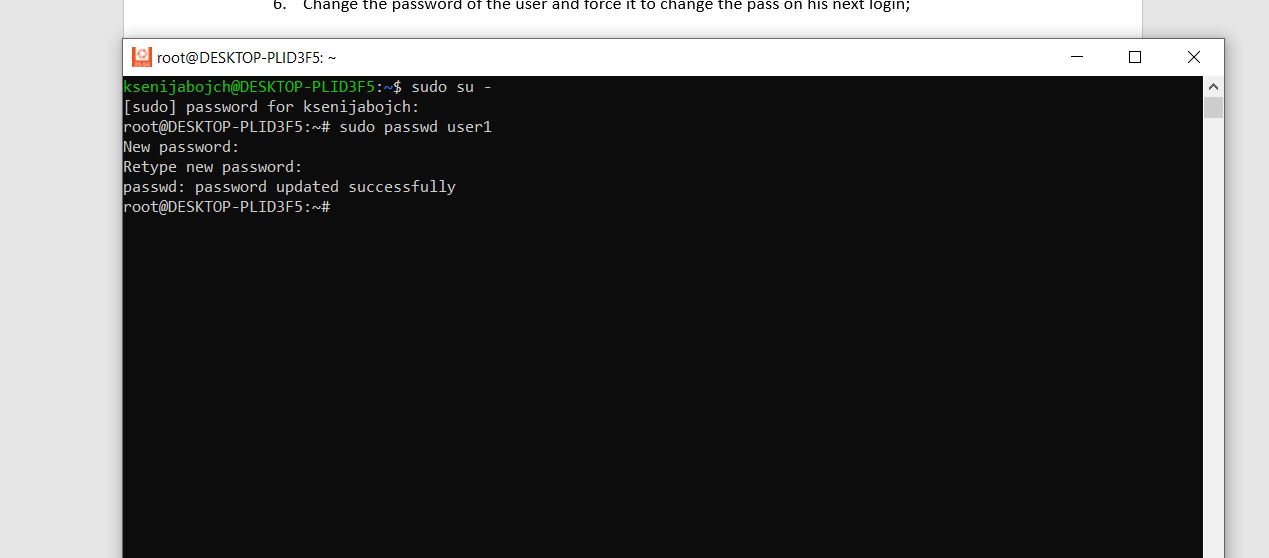 6. Change the password of the user and force it to change the pass on his next login;
root@DESKTOP-PLID3F5: ~
ksenijabojch@DESKTOP-PLID3F5:~$ sudo su -
[sudo] password for ksenijabojch:
root@DESKTOP-PLID3F5:~# sudo passwd user1
New password:
Retype new password:
passwd: password updated successfully
root@DESKTOP-PLID3F5:~#